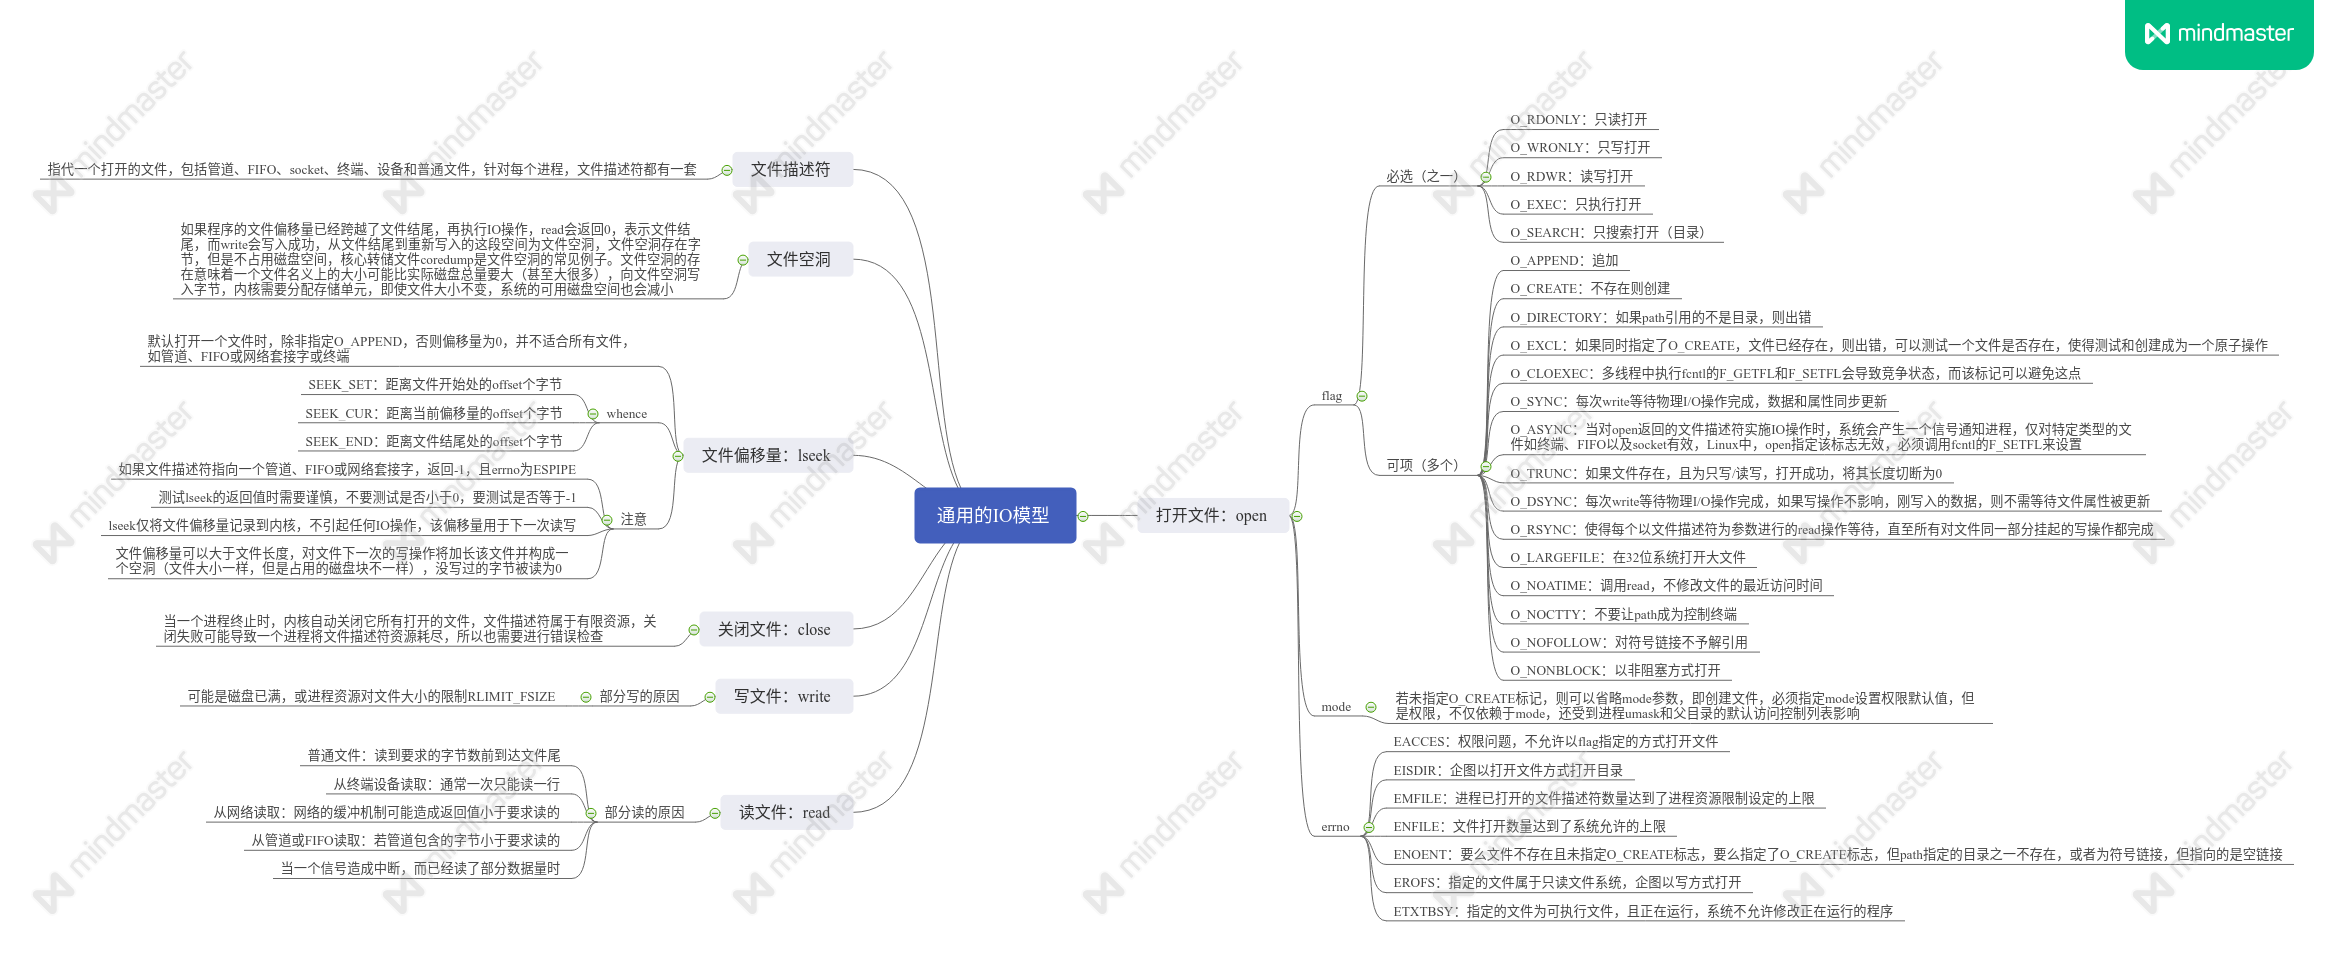 mindmaster
通用的IO模型
打开文件：open
flag
必选（之一）
O_RDONLY：只读打开
O_WRONLY：只写打开
O_RDWR：读写打开
O_EXEC：只执行打开
O_SEARCH：只搜索打开（目录）
可项（多个）
O_APPEND：追加
O_CREATE：不存在则创建
O_DIRECTORY：如果path引用的不是目录，则出错
O_EXCL：如果同时指定了O_CREATE，文件已经存在，则出错，可以测试一个文件是否存在，使得测试和创建成为一个原子操作
O_CLOEXEC：多线程中执行fcntl的F_GETFL和F_SETFL会导致竞争状态，而该标记可以避免这点
O_SYNC：每次write等待物理I/O操作完成，数据和属性同步更新
O_ASYNC：当对open返回的文件描述符实施IO操作时，系统会产生一个信号通知进程，仅对特定类型的文
件如终端、FIFO以及socket有效，Linux中，open指定该标志无效，必须调用fcntl的F_SETFL来设置
O_TRUNC：如果文件存在，且为只写/读写，打开成功，将其长度切断为0
O_DSYNC：每次write等待物理I/O操作完成，如果写操作不影响，刚写入的数据，则不需等待文件属性被更新
O_RSYNC：使得每个以文件描述符为参数进行的read操作等待，直至所有对文件同一部分挂起的写操作都完成
O_LARGEFILE：在32位系统打开大文件
O_NOATIME：调用read，不修改文件的最近访问时间
O_NOCTTY：不要让path成为控制终端
O_NOFOLLOW：对符号链接不予解引用
O_NONBLOCK：以非阻塞方式打开
mode
若未指定O_CREATE标记，则可以省略mode参数，即创建文件，必须指定mode设置权限默认值，但
是权限，不仅依赖于mode，还受到进程umask和父目录的默认访问控制列表影响
errno
EACCES：权限问题，不允许以flag指定的方式打开文件
EISDIR：企图以打开文件方式打开目录
EMFILE：进程已打开的文件描述符数量达到了进程资源限制设定的上限
ENFILE：文件打开数量达到了系统允许的上限
ENOENT：要么文件不存在且未指定O_CREATE标志，要么指定了O_CREATE标志，但path指定的目录之一不存在，或者为符号链接，但指向的是空链接
EROFS：指定的文件属于只读文件系统，企图以写方式打开
ETXTBSY：指定的文件为可执行文件，且正在运行，系统不允许修改正在运行的程序
文件描述符
指代一个打开的文件，包括管道、FIFO、socket、终端、设备和普通文件，针对每个进程，文件描述符都有一套
文件空洞
如果程序的文件偏移量已经跨越了文件结尾，再执行IO操作，read会返回0，表示文件结
尾，而write会写入成功，从文件结尾到重新写入的这段空间为文件空洞，文件空洞存在字
节，但是不占用磁盘空间，核心转储文件coredump是文件空洞的常见例子。文件空洞的存
在意味着一个文件名义上的大小可能比实际磁盘总量要大（甚至大很多），向文件空洞写
入字节，内核需要分配存储单元，即使文件大小不变，系统的可用磁盘空间也会减小
文件偏移量：lseek
默认打开一个文件时，除非指定O_APPEND，否则偏移量为0，并不适合所有文件，
如管道、FIFO或网络套接字或终端
whence
SEEK_SET：距离文件开始处的offset个字节
SEEK_CUR：距离当前偏移量的offset个字节
SEEK_END：距离文件结尾处的offset个字节
注意
如果文件描述符指向一个管道、FIFO或网络套接字，返回-1，且errno为ESPIPE
测试lseek的返回值时需要谨慎，不要测试是否小于0，要测试是否等于-1
lseek仅将文件偏移量记录到内核，不引起任何IO操作，该偏移量用于下一次读写
文件偏移量可以大于文件长度，对文件下一次的写操作将加长该文件并构成一
个空洞（文件大小一样，但是占用的磁盘块不一样），没写过的字节被读为0
关闭文件：close
当一个进程终止时，内核自动关闭它所有打开的文件，文件描述符属于有限资源，关
闭失败可能导致一个进程将文件描述符资源耗尽，所以也需要进行错误检查
写文件：write
部分写的原因
可能是磁盘已满，或进程资源对文件大小的限制RLIMIT_FSIZE
读文件：read
部分读的原因
普通文件：读到要求的字节数前到达文件尾
从终端设备读取：通常一次只能读一行
从网络读取：网络的缓冲机制可能造成返回值小于要求读的
从管道或FIFO读取：若管道包含的字节小于要求读的
当一个信号造成中断，而已经读了部分数据量时